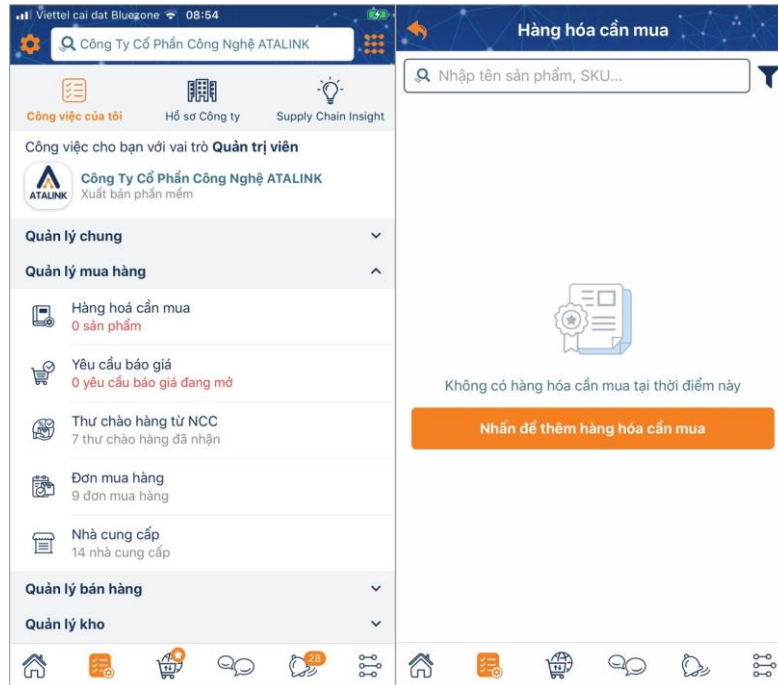 Viettel cai dat Bluezone 08:54
Công Ty Cổ Phần Công Nghệ ATALINK
Công việc của tôi
Hồ sơ Công ty
Supply Chain Insight
Công việc cho bạn với vai trò Quản trị viên
ATALINK
Công Ty Cổ Phần Công Nghệ ATALINK
Xuất bản phần mềm
Quản lý chung
Quản lý mua hàng
Hàng hoá cần mua
0 sản phẩm
Yêu cầu báo giá
0 yêu cầu báo giá đang mở
Thư chào hàng từ NCC
7 thư chào hàng đã nhận
Đơn mua hàng
9 đơn mua hàng
Nhà cung cấp
14 nhà cung cấp
Quản lý bán hàng
Quản lý kho
28
Hàng hóa cần mua
Nhập tên sản phẩm, SKU...
Không có hàng hóa cần mua tại thời điểm này
Nhấn để thêm hàng hóa cần mua